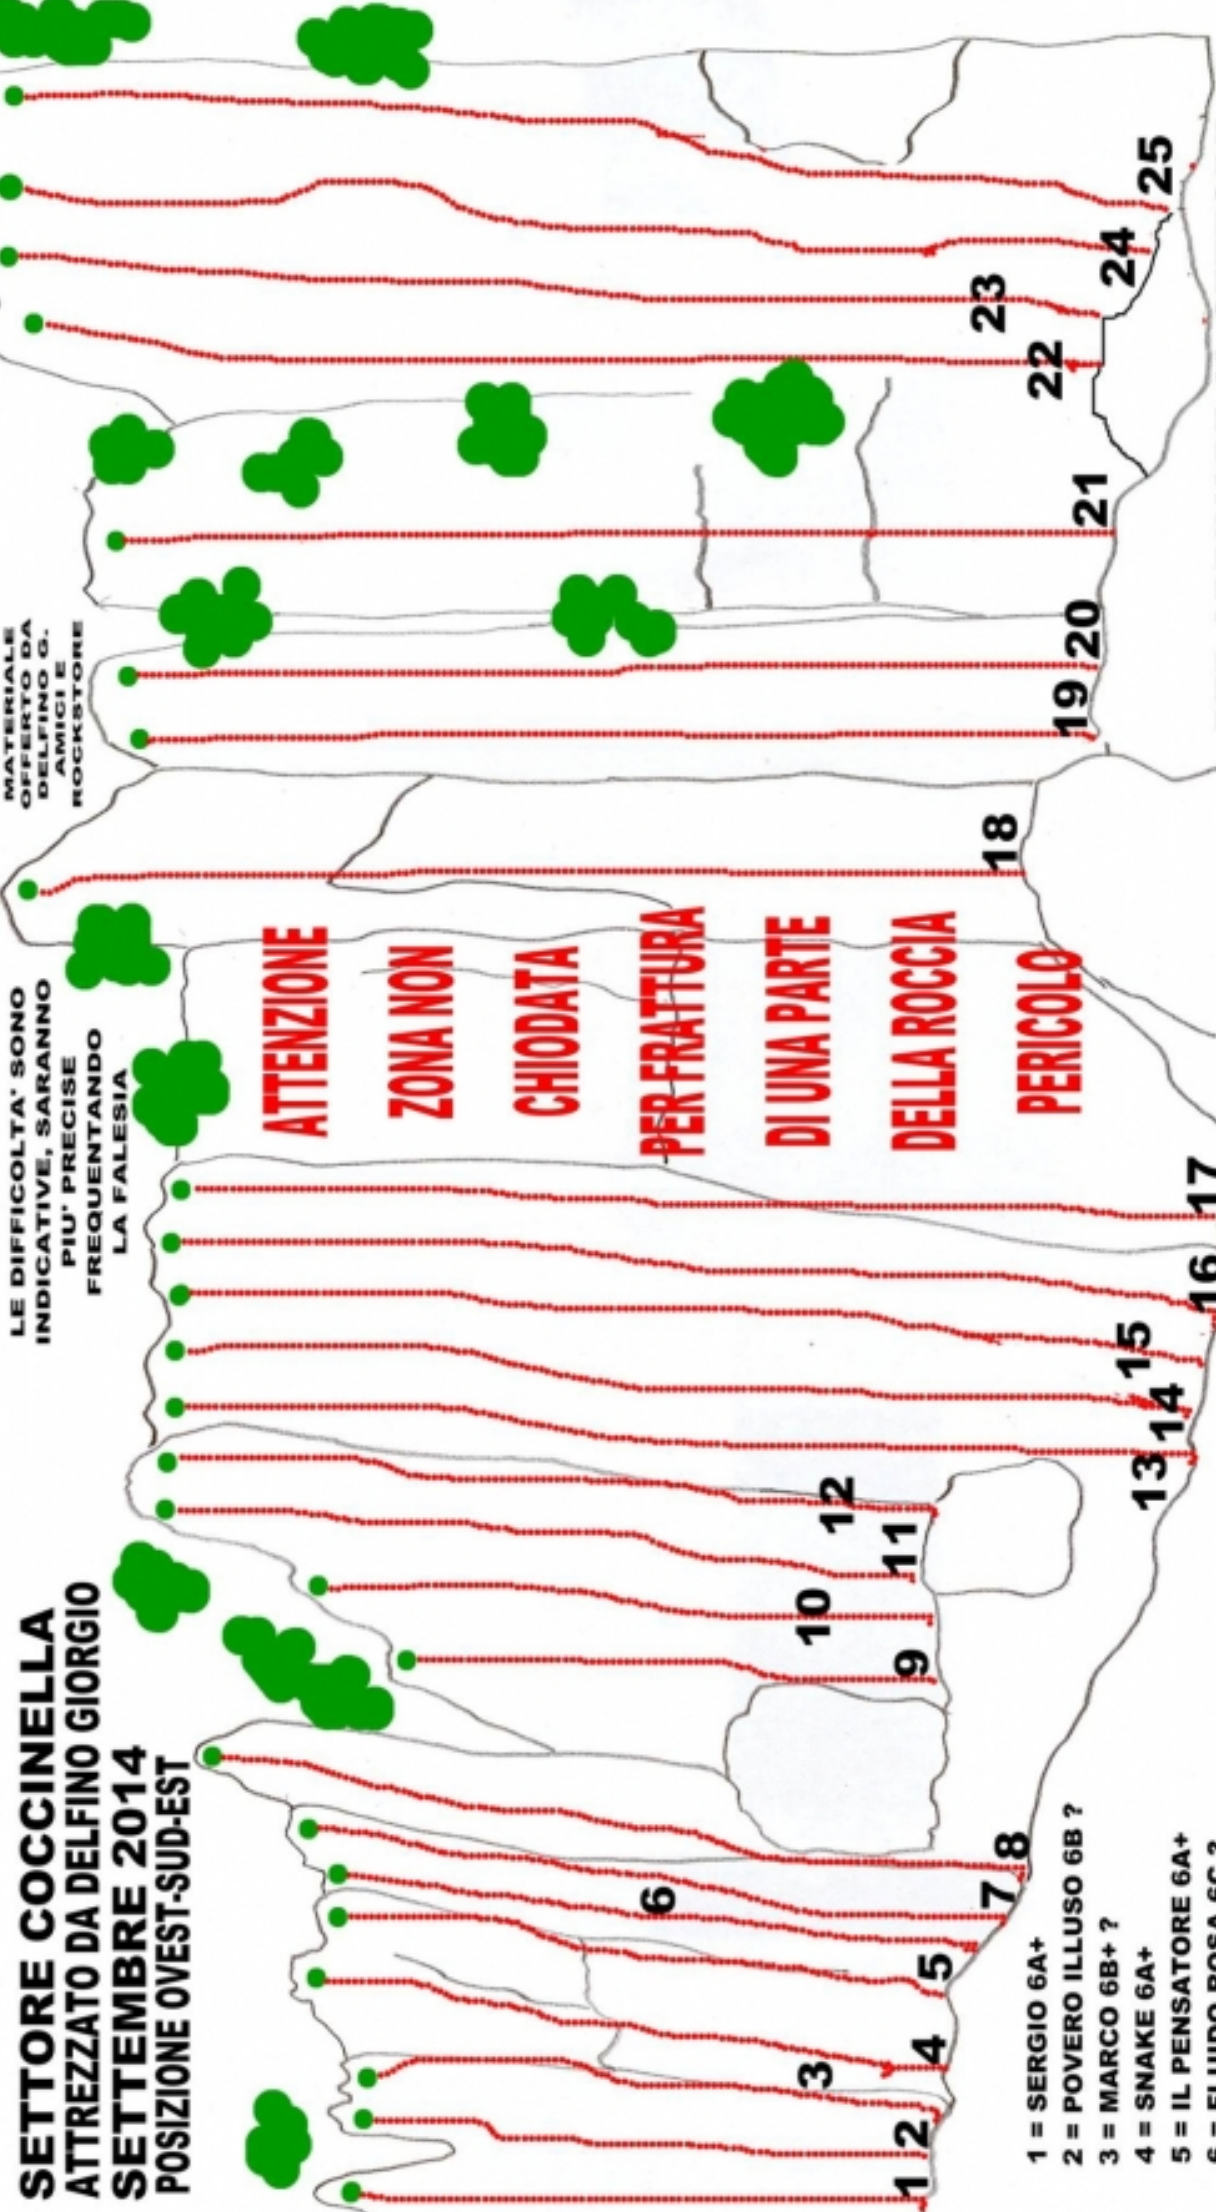 SETTORE COCCINELLA
ATTREZZATO DA DELFINO GIORGIO
SETTEMBRE 2014
POSIZIONE OVEST-SUD-EST
LE DIFFICOLTA' SONO
INDICATIVE, SARANNO
PIU' PRECISE
FREQUENTANDO
LA FALESIA
MATERIALE
OFFERTO DA
DELFINO G.
AMICI E
ROCKSTORE
ATTENZIONE
ZONA NON
CHIODATA
PER FRATTURA
DI UNA PARTE
DELLA ROCCIA
PERICOLO
1
2
3
4
5
6
7
8
9
10
11
12
13
14
15
16
17
18
19
20
21
22
23
24
25
1 = SERGIO 6A+
2 = POVERO ILLUSO 6B ?
3 = MARCO 6B+ ?
4 = SNAKE 6A+
5 = IL PENSATORE 6A+
6 = FLUIDO ROSA 6C ?